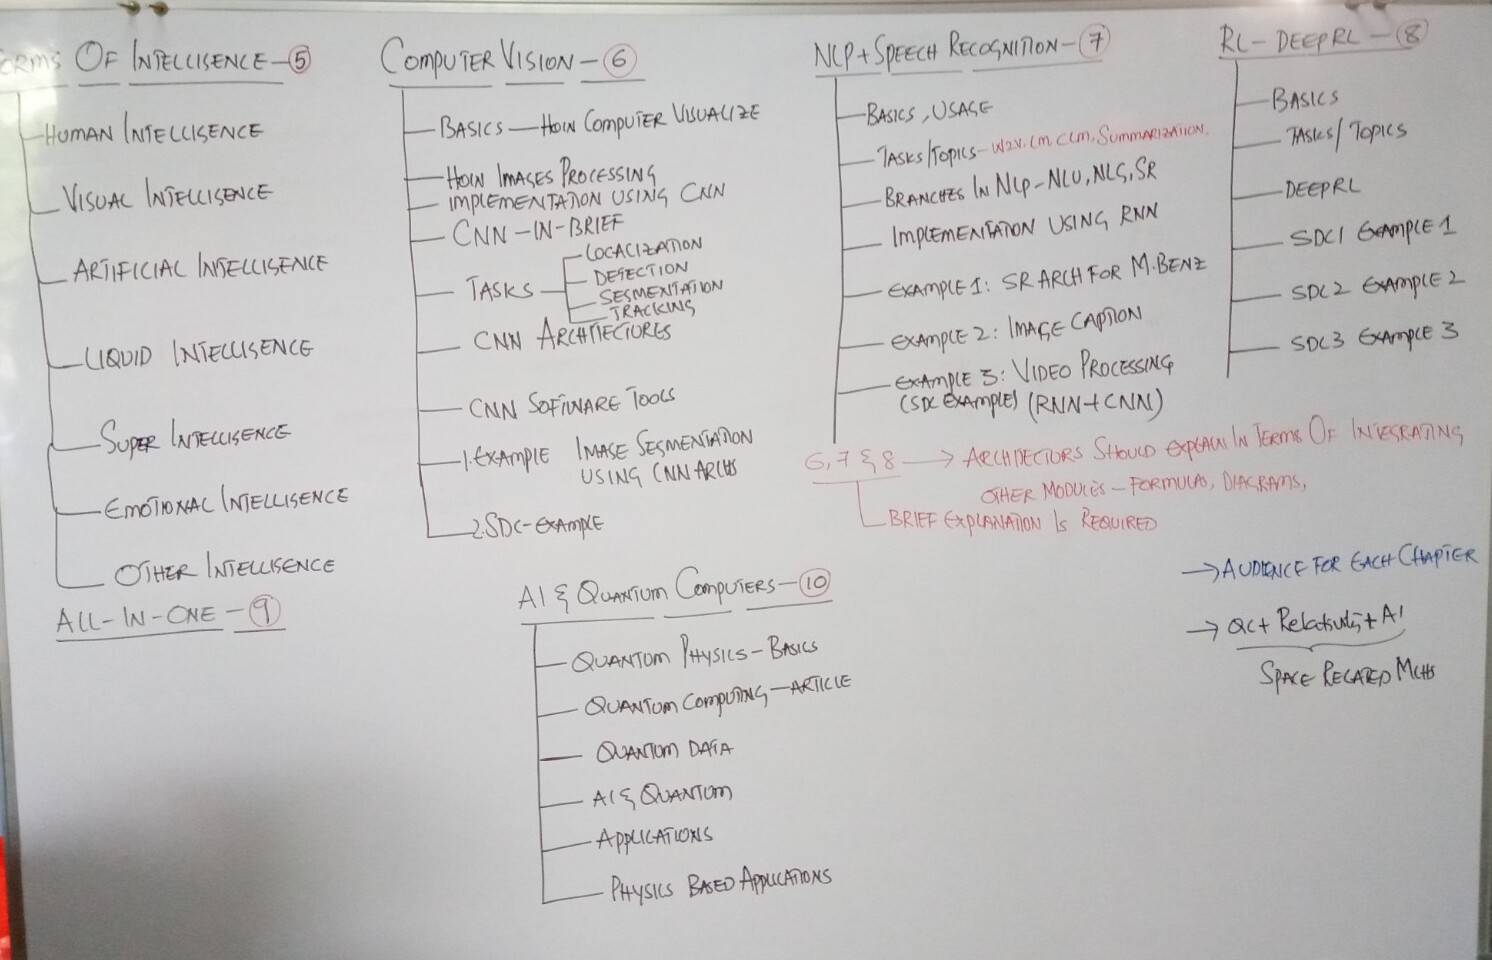 ORMS OF INTELLIGENCE-5
HUMAN INTELLIGENCE
VISUAL INTELLIGENCE
ARTIFICIAL INTELLIGENCE
LIQUID INTELLIGENCE
SUPER INTELLIGENCE
EMOTIONAL INTELLIGENCE
OTHER INTELLIGENCE
ALL-IN-ONE-9
COMPUTER VISION-6
BASICS-HOW COMPUTER VISUALIZE
HOW IMAGES PROCESSING
IMPLEMENTATION USING CNN
CNN-IN-BRIEF
TASKS
LOCALIZATION
DETECTION
SEGMENTATION
TRACKING
CNN ARCHITECTURES
CNN SOFTWARE TOOLS
1.EXAMPLE IMAGE SEGMENTATION
USING CNN ARCHS
2.SDC-EXAMPLE
NLP+SPEECH RECOGNITION-7
BASICS, USAGE
TASKS/TOPICS-W2V, LM, CLM, SUMMARIZATION.
BRANCHES IN NLP-NLU, NLG, SR
IMPLEMENTATION USING RNN
EXAMPLE 1: SR ARCH FOR M.BENZ
EXAMPLE 2: IMAGE CAPTION
EXAMPLE 3: VIDEO PROCESSING
(SDC EXAMPLE) (RNN+CNN)
RL-DEEPRL-8
BASICS
TASKS/TOPICS
DEEPRL
SDC1 EXAMPLE 1
SDC2 EXAMPLE 2
SDC3 EXAMPLE 3
6,7 & 8 → SHOULD EXPLAIN IN TERMS OF INTEGRATING
OTHER MODULES-FORMULAS, DIAGRAMS,
BRIEF EXPLANATION IS REQUIRED
→ AUDIENCE FOR EACH CHAPTER
→ QC+ Relativity+AI
SPACE RELATED
AI & QUANTUM COMPUTERS-10
QUANTUM PHYSICS-BASICS
QUANTUM COMPUTING-ARTICLE
QUANTUM DATA
AI & QUANTUM
APPLICATIONS
PHYSICS BASED APPLICATIONS